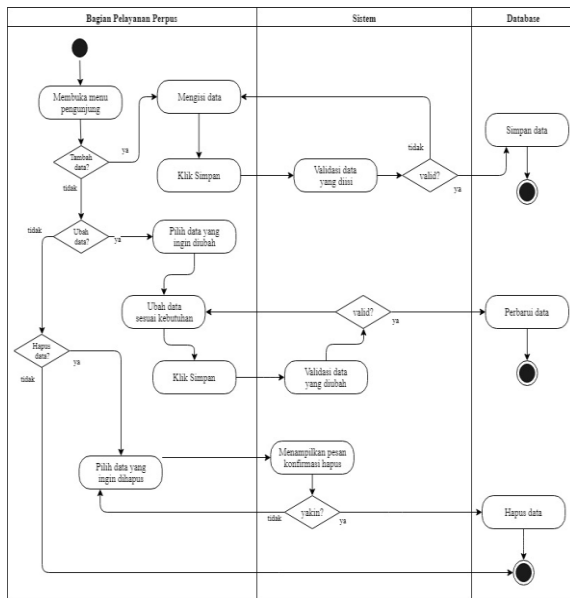 Bagian Pelayanan Perpus
Sistem
Database
Membuka menu
pengunjung
Mengisi data
Simpan data
Tambah
data?
ya
tidak
Klik Simpan
Validasi data
yang diisi
tidak
valid?
ya
tidak
Ubah
data?
ya
Pilih data yang
ingin diubah
Ubah data
sesuai kebutuhan
valid?
ya
Perbarui data
Hapus
data?
ya
tidak
Klik Simpan
Validasi data
yang diubah
Pilih data yang
ingin dihapus
Menampilkan pesan
konfirmasi hapus
tidak
yakin?
ya
Hapus data